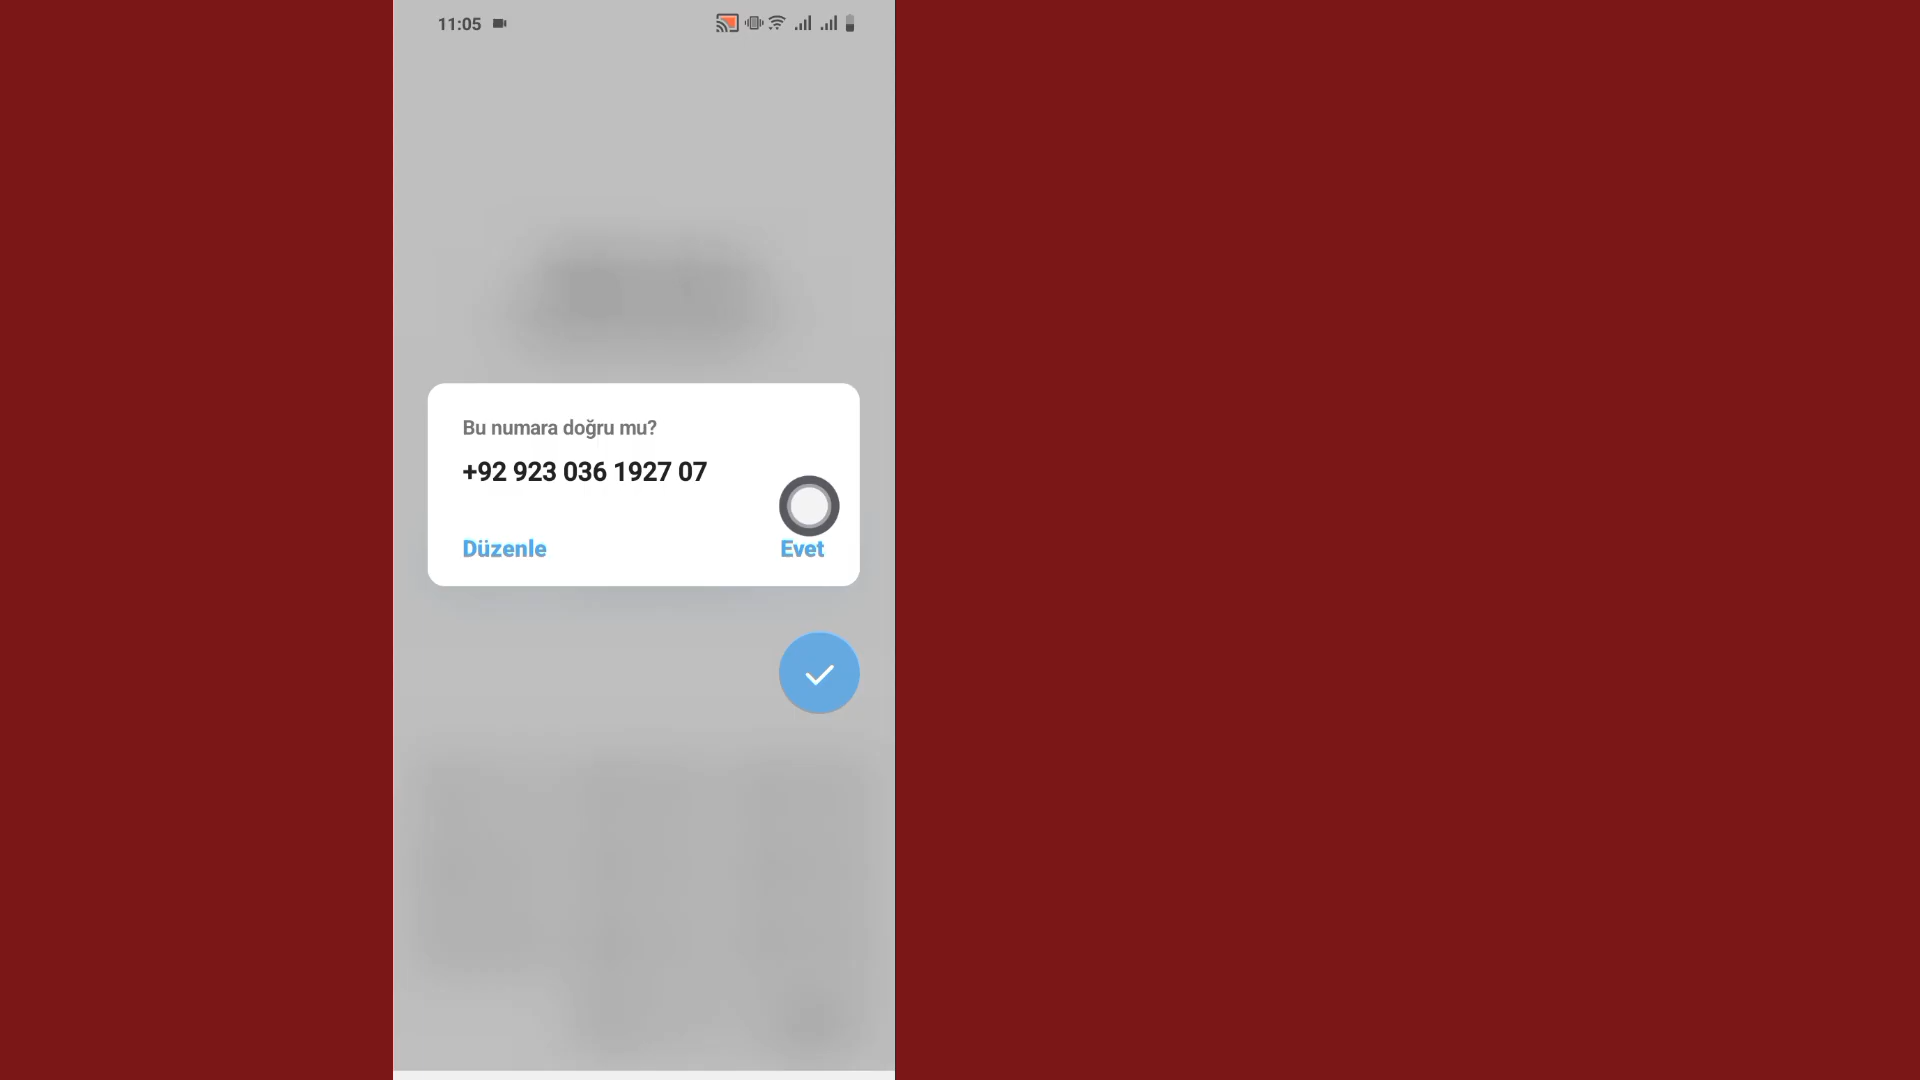 11:05
Bu numara doğru mu?
+92 923 036 1927 07
Düzenle
Evet